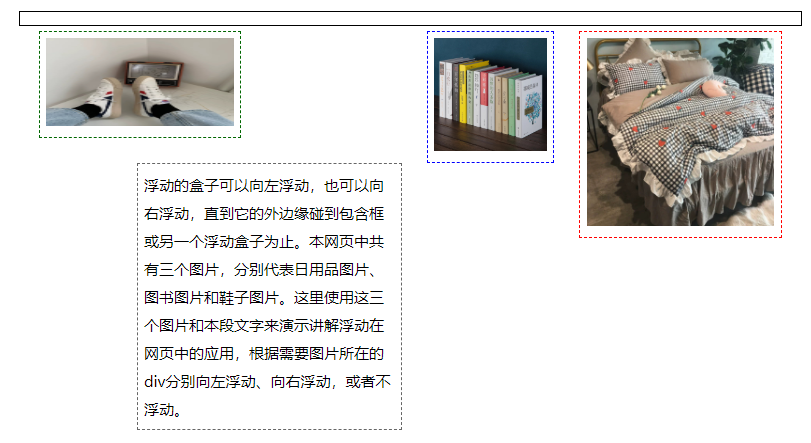 浮动的盒子可以向左浮动，也可以向
右浮动，直到它的外边缘碰到包含框
或另一个浮动盒子为止。本网页中共
有三个图片，分别代表日用品图片、
图书图片和鞋子图片。这里使用这三
个图片和本段文字来演示讲解浮动在
网页中的应用，根据需要图片所在的
div分别向左浮动、向右浮动，或者不
浮动。